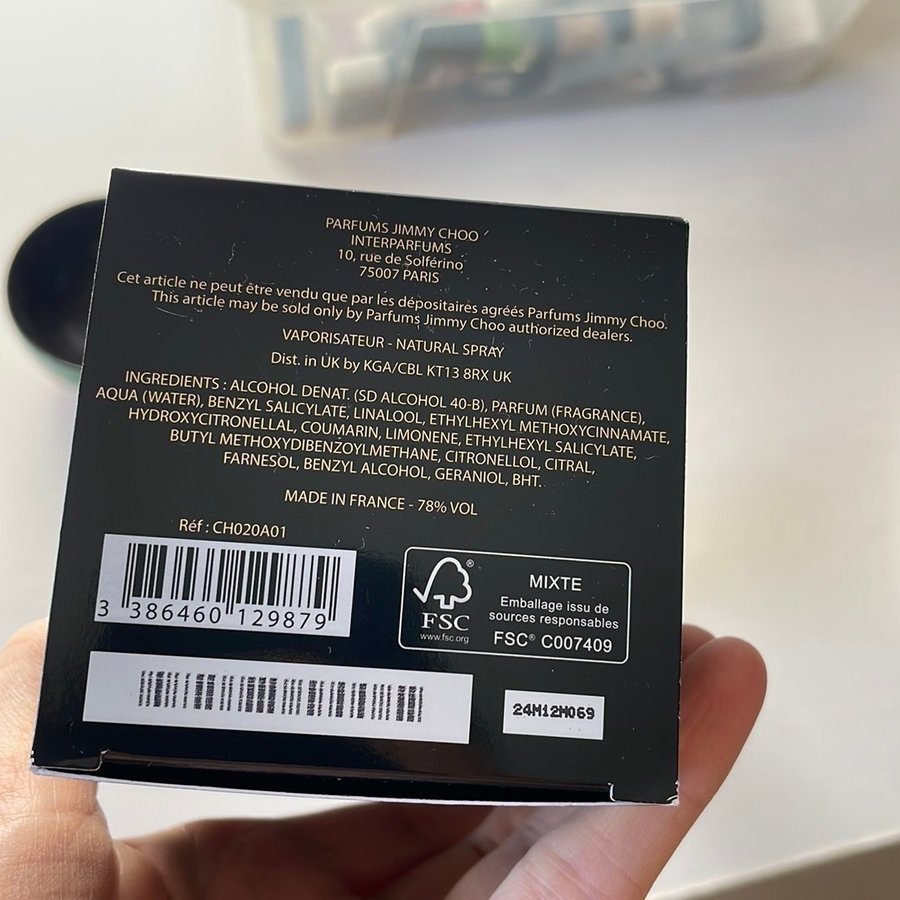 PARFUMS JIMMY CHOO
INTERPARFUMS
10, rue de Solférino
75007 PARIS
Cet article ne peut être vendu que par les dépositaires agréés Parfums Jimmy Choo.
This article may be sold only by Parfums Jimmy Choo authorized dealers.
VAPORISATEUR - NATURAL SPRAY
Dist. in UK by KGA/CBL KT13 8RX UK
INGREDIENTS : ALCOHOL DENAT. (SD ALCOHOL 40-B), PARFUM (FRAGRANCE),
AQUA (WATER), BENZYL SALICYLATE, LINALOOL, ETHYLHEXYL METHOXYCINNAMATE,
HYDROXYCITRONELLAL, COUMARIN, LIMONENE, ETHYLHEXYL SALICYLATE,
BUTYL METHOXYDIBENZOYLMETHANE, CITRONELLOL, CITRAL,
FARNESOL, BENZYL ALCOHOL, GERANIOL, BHT.
MADE IN FRANCE - 78% VOL
Réf : CH020A01
3 386460 129879
FSC®
www.fsc.org
MIXTE
Emballage issu de
sources responsables
FSC® C007409
24M12M069